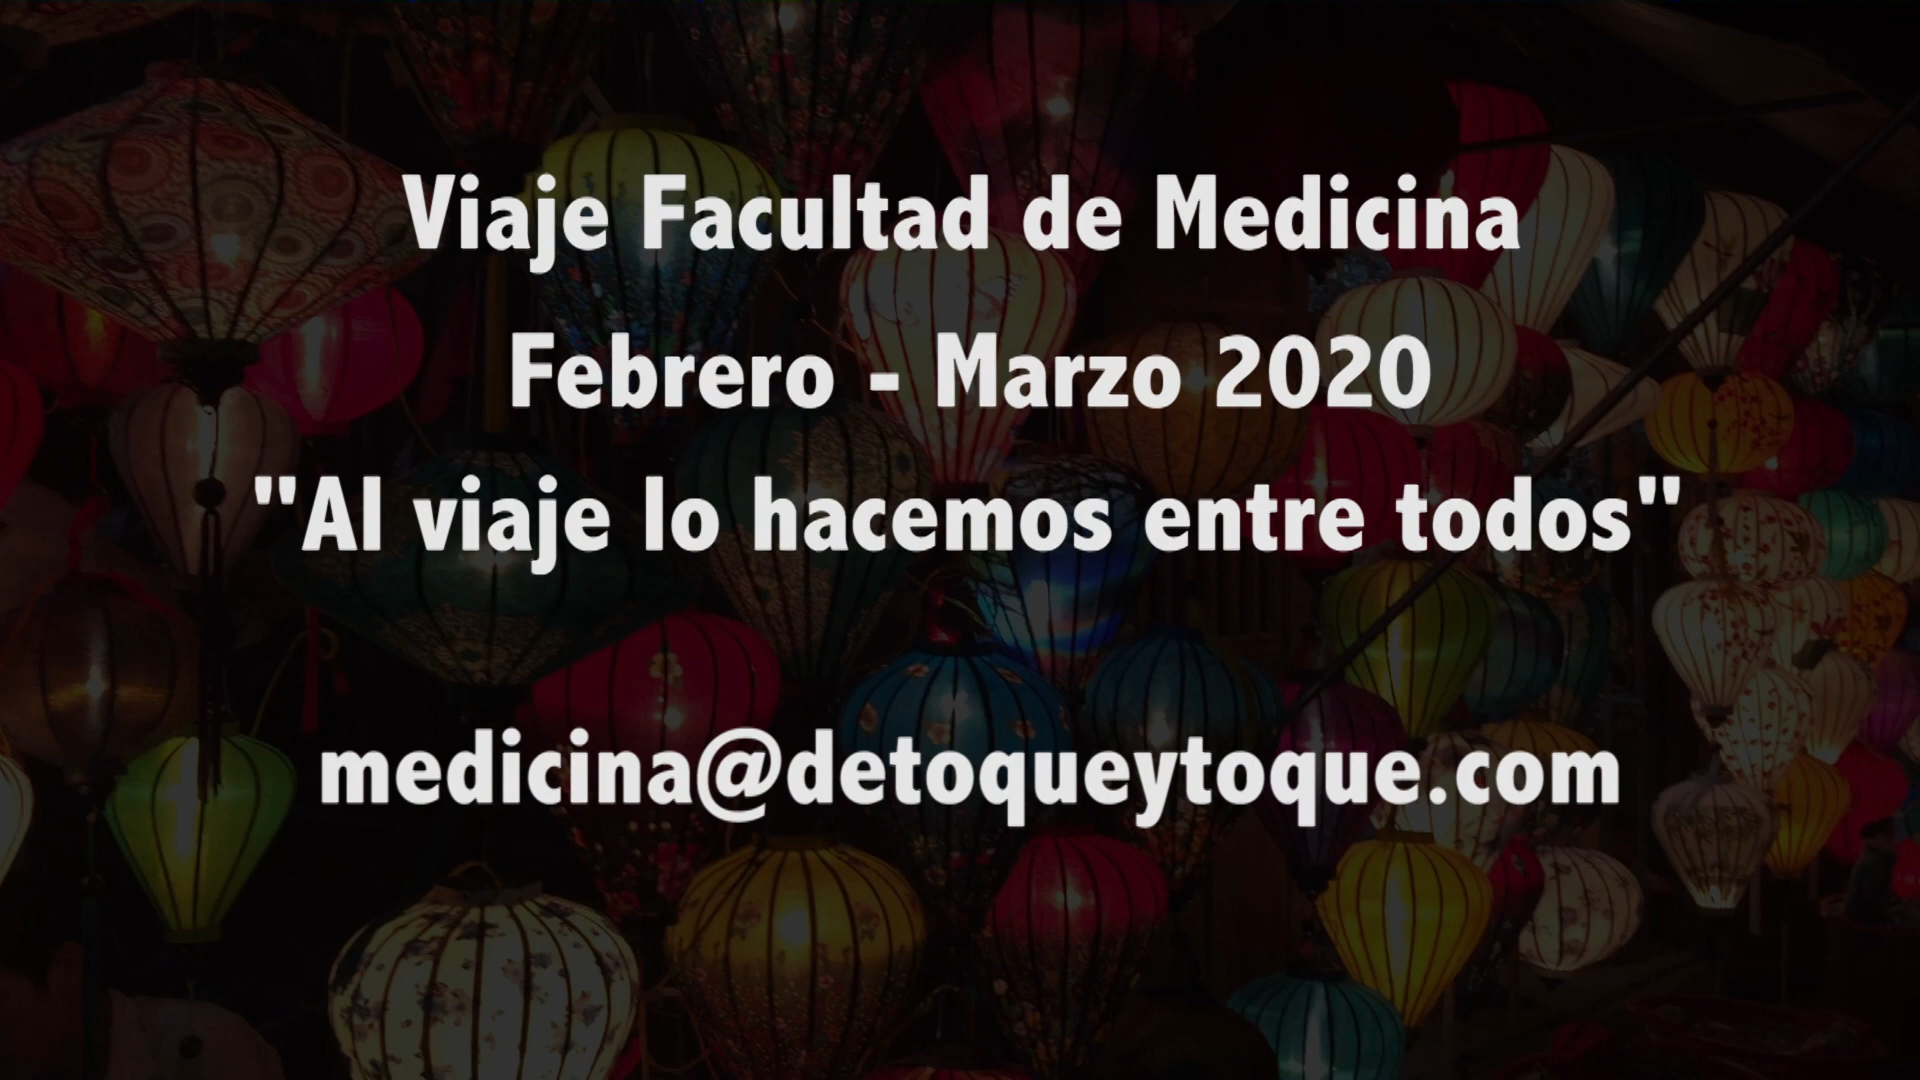 Viaje Facultad de Medicina
Febrero - Marzo 2020
"Al viaje lo hacemos entre todos"
medicina@detoqueytoque.com